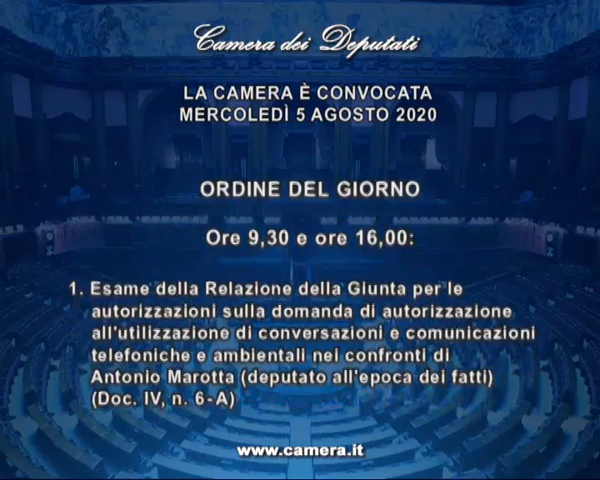 Camera dei Deputati
LA CAMERA È CONVOCATA
MERCOLEDÌ 5 AGOSTO 2020
ORDINE DEL GIORNO
Ore 9,30 e ore 16,00:
1. Esame della Relazione della Giunta per le
autorizzazioni sulla domanda di autorizzazione
all'utilizzazione di conversazioni e comunicazioni
telefoniche e ambientali nei confronti di
Antonio Marotta (deputato all'epoca dei fatti)
(Doc. IV, n. 6-A)
www.camera.it